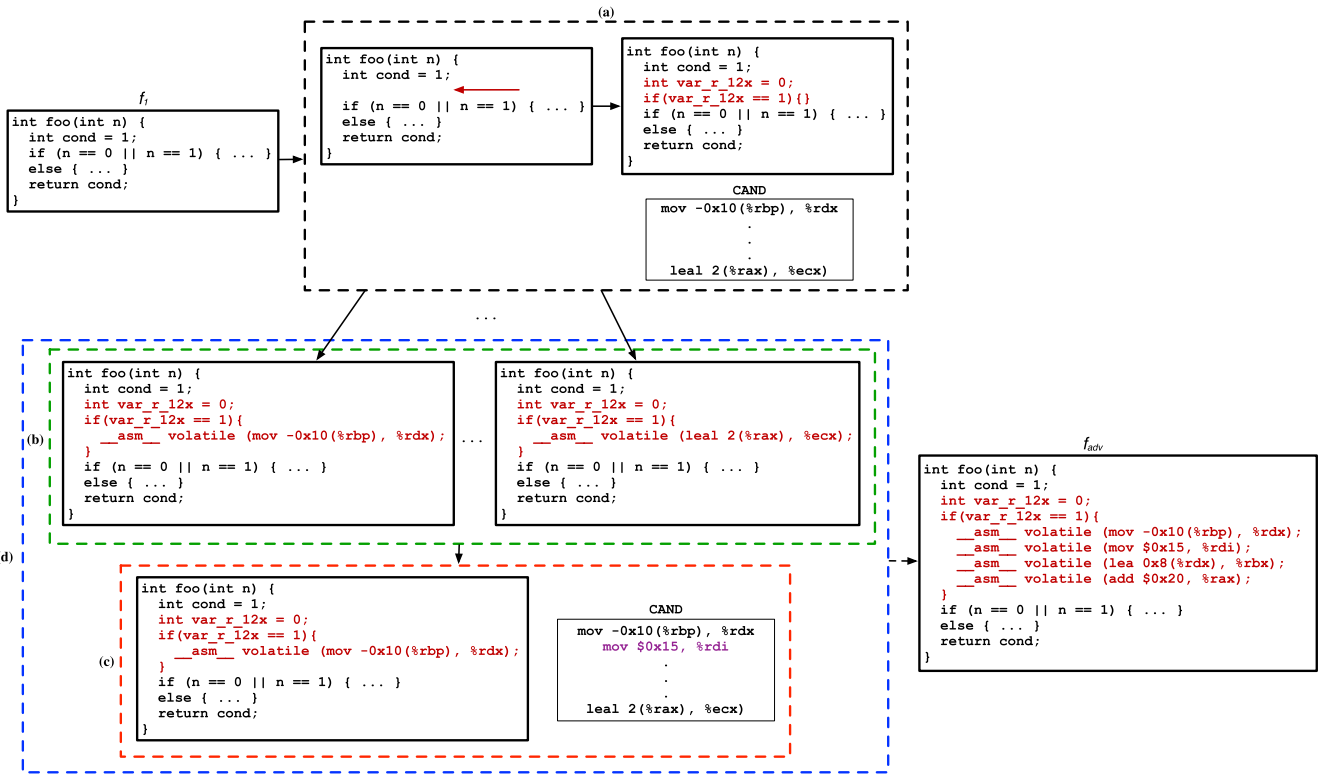 (a)
f1
int foo(int n) {
  int cond = 1;
  if (n == 0 || n == 1) { ... }
  else { ... }
  return cond;
}
int foo(int n) {
  int cond = 1;
  if (n == 0 || n == 1) { ... }
  else { ... }
  return cond;
}
int foo(int n) {
  int cond = 1;
  int var_r_12x = 0;
  if(var_r_12x == 1){}
  if (n == 0 || n == 1) { ... }
  else { ... }
  return cond;
}
CAND
mov -0x10(%rbp), %rdx
.
.
.
leal 2(%rax), %ecx)
...
(b)
int foo(int n) {
  int cond = 1;
  int var_r_12x = 0;
  if(var_r_12x == 1){
    __asm__ volatile (mov -0x10(%rbp), %rdx);
  }
  if (n == 0 || n == 1) { ... }
  else { ... }
  return cond;
}
...
int foo(int n) {
  int cond = 1;
  int var_r_12x = 0;
  if(var_r_12x == 1){
    __asm__ volatile (leal 2(%rax), %ecx);
  }
  if (n == 0 || n == 1) { ... }
  else { ... }
  return cond;
}
d)
(c)
int foo(int n) {
  int cond = 1;
  int var_r_12x = 0;
  if(var_r_12x == 1){
    __asm__ volatile (mov -0x10(%rbp), %rdx);
  }
  if (n == 0 || n == 1) { ... }
  else { ... }
  return cond;
}
CAND
mov -0x10(%rbp), %rdx
mov $0x15, %rdi
.
.
.
leal 2(%rax), %ecx)
fadv
int foo(int n) {
  int cond = 1;
  int var_r_12x = 0;
  if(var_r_12x == 1){
    __asm__ volatile (mov -0x10(%rbp), %rdx);
    __asm__ volatile (mov $0x15, %rdi);
    __asm__ volatile (lea 0x8(%rdx), %rbx);
    __asm__ volatile (add $0x20, %rax);
  }
  if (n == 0 || n == 1) { ... }
  else { ... }
  return cond;
}